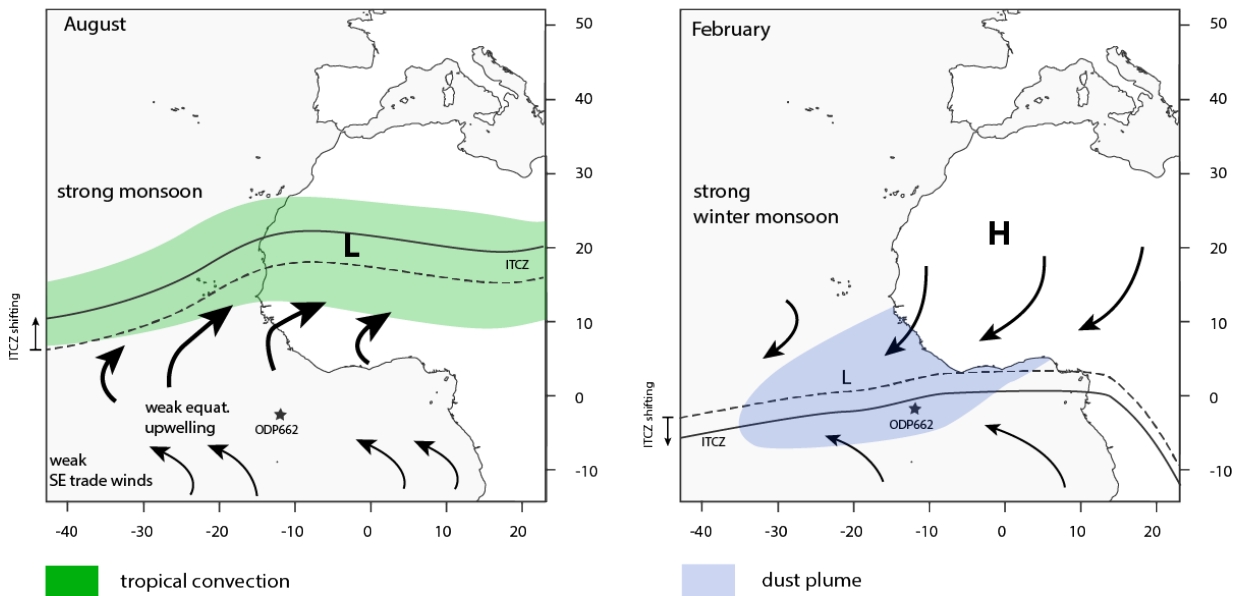 August
50
40
30
20
10
0
-10
strong monsoon
L
ITCZ
ITCZ shifting
weak equat.
upwelling
ODP662
weak
SE trade winds
-40
-30
-20
-10
0
10
20
tropical convection
February
50
40
30
20
10
0
-10
strong
winter monsoon
H
L
ITCZ shifting
ITCZ
ODP662
-40
-30
-20
-10
0
10
20
dust plume